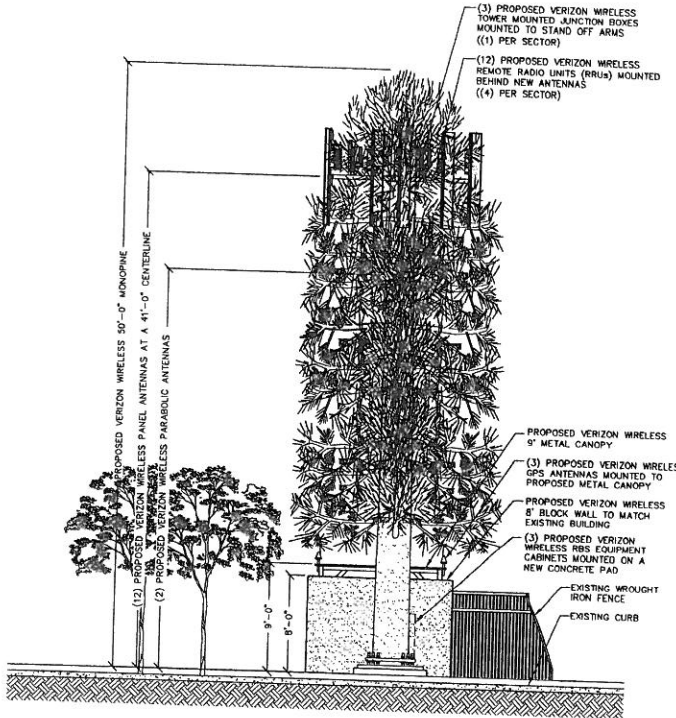 (3) PROPOSED VERIZON WIRELESS
TOWER MOUNTED JUNCTION BOXES
MOUNTED TO STAND OFF ARMS
((1) PER SECTOR)
(12) PROPOSED VERIZON WIRELESS
REMOTE RADIO UNITS (RRUs) MOUNTED
BEHIND NEW ANTENNAS
((4) PER SECTOR)
PROPOSED VERIZON WIRELESS 50'-0" MONOPINE
(12) PROPOSED VERIZON WIRELESS PANEL ANTENNAS AT A 41'-0" CENTERLINE
(2) PROPOSED VERIZON WIRELESS PARABOLIC ANTENNAS
PROPOSED VERIZON WIRELESS
9' METAL CANOPY
(3) PROPOSED VERIZON WIRELESS
GPS ANTENNAS MOUNTED TO
PROPOSED METAL CANOPY
PROPOSED VERIZON WIRELESS
8' BLOCK WALL TO MATCH
EXISTING BUILDING
(3) PROPOSED VERIZON
WIRELESS RBS EQUIPMENT
CABINETS MOUNTED ON A
NEW CONCRETE PAD
9'-0"
8'-0"
EXISTING WROUGHT
IRON FENCE
EXISTING CURB